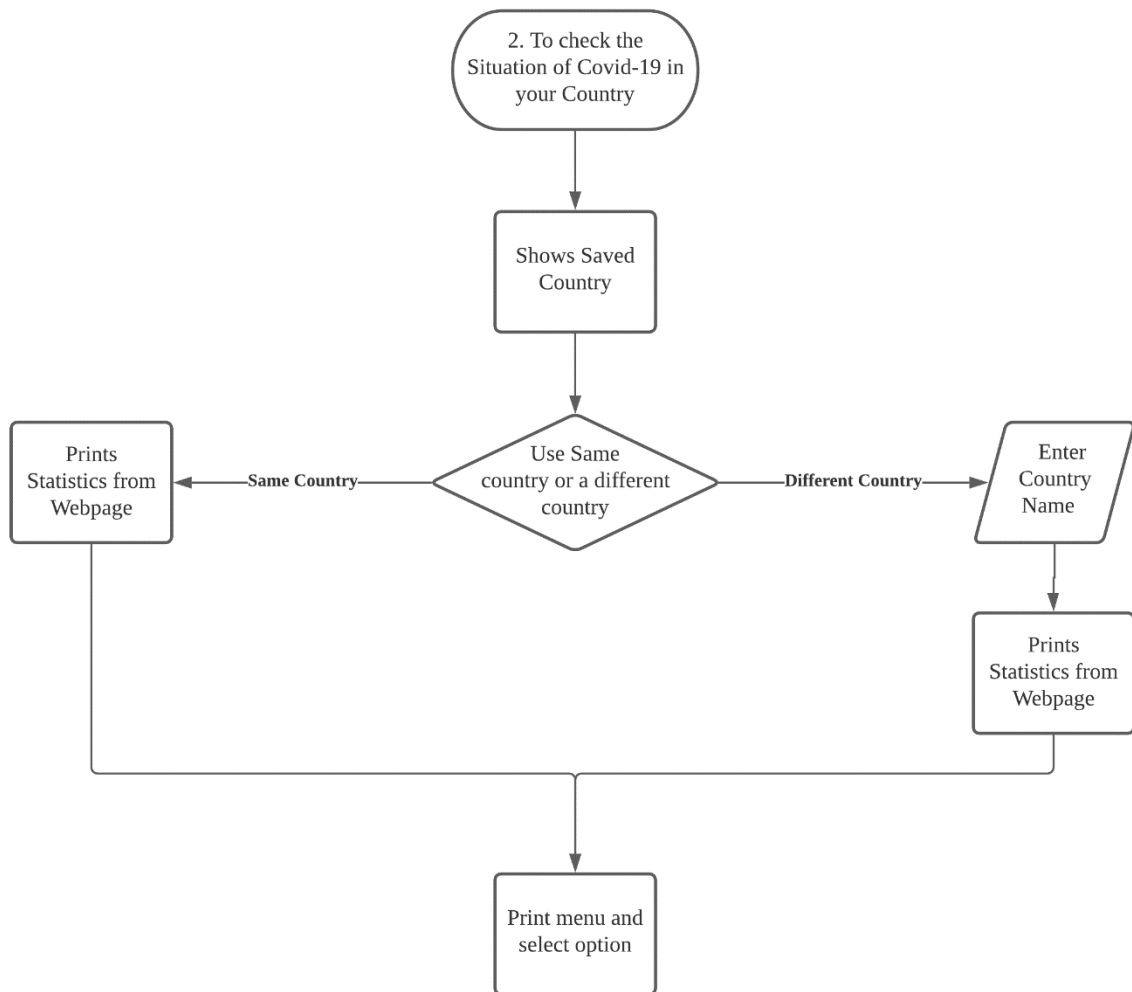 2. To check the
Situation of Covid-19 in
your Country
Shows Saved
Country
Prints
Statistics from
Webpage
Same Country
Use Same
country or a different
country
Different Country
Enter
Country
Name
Prints
Statistics from
Webpage
Print menu and
select option